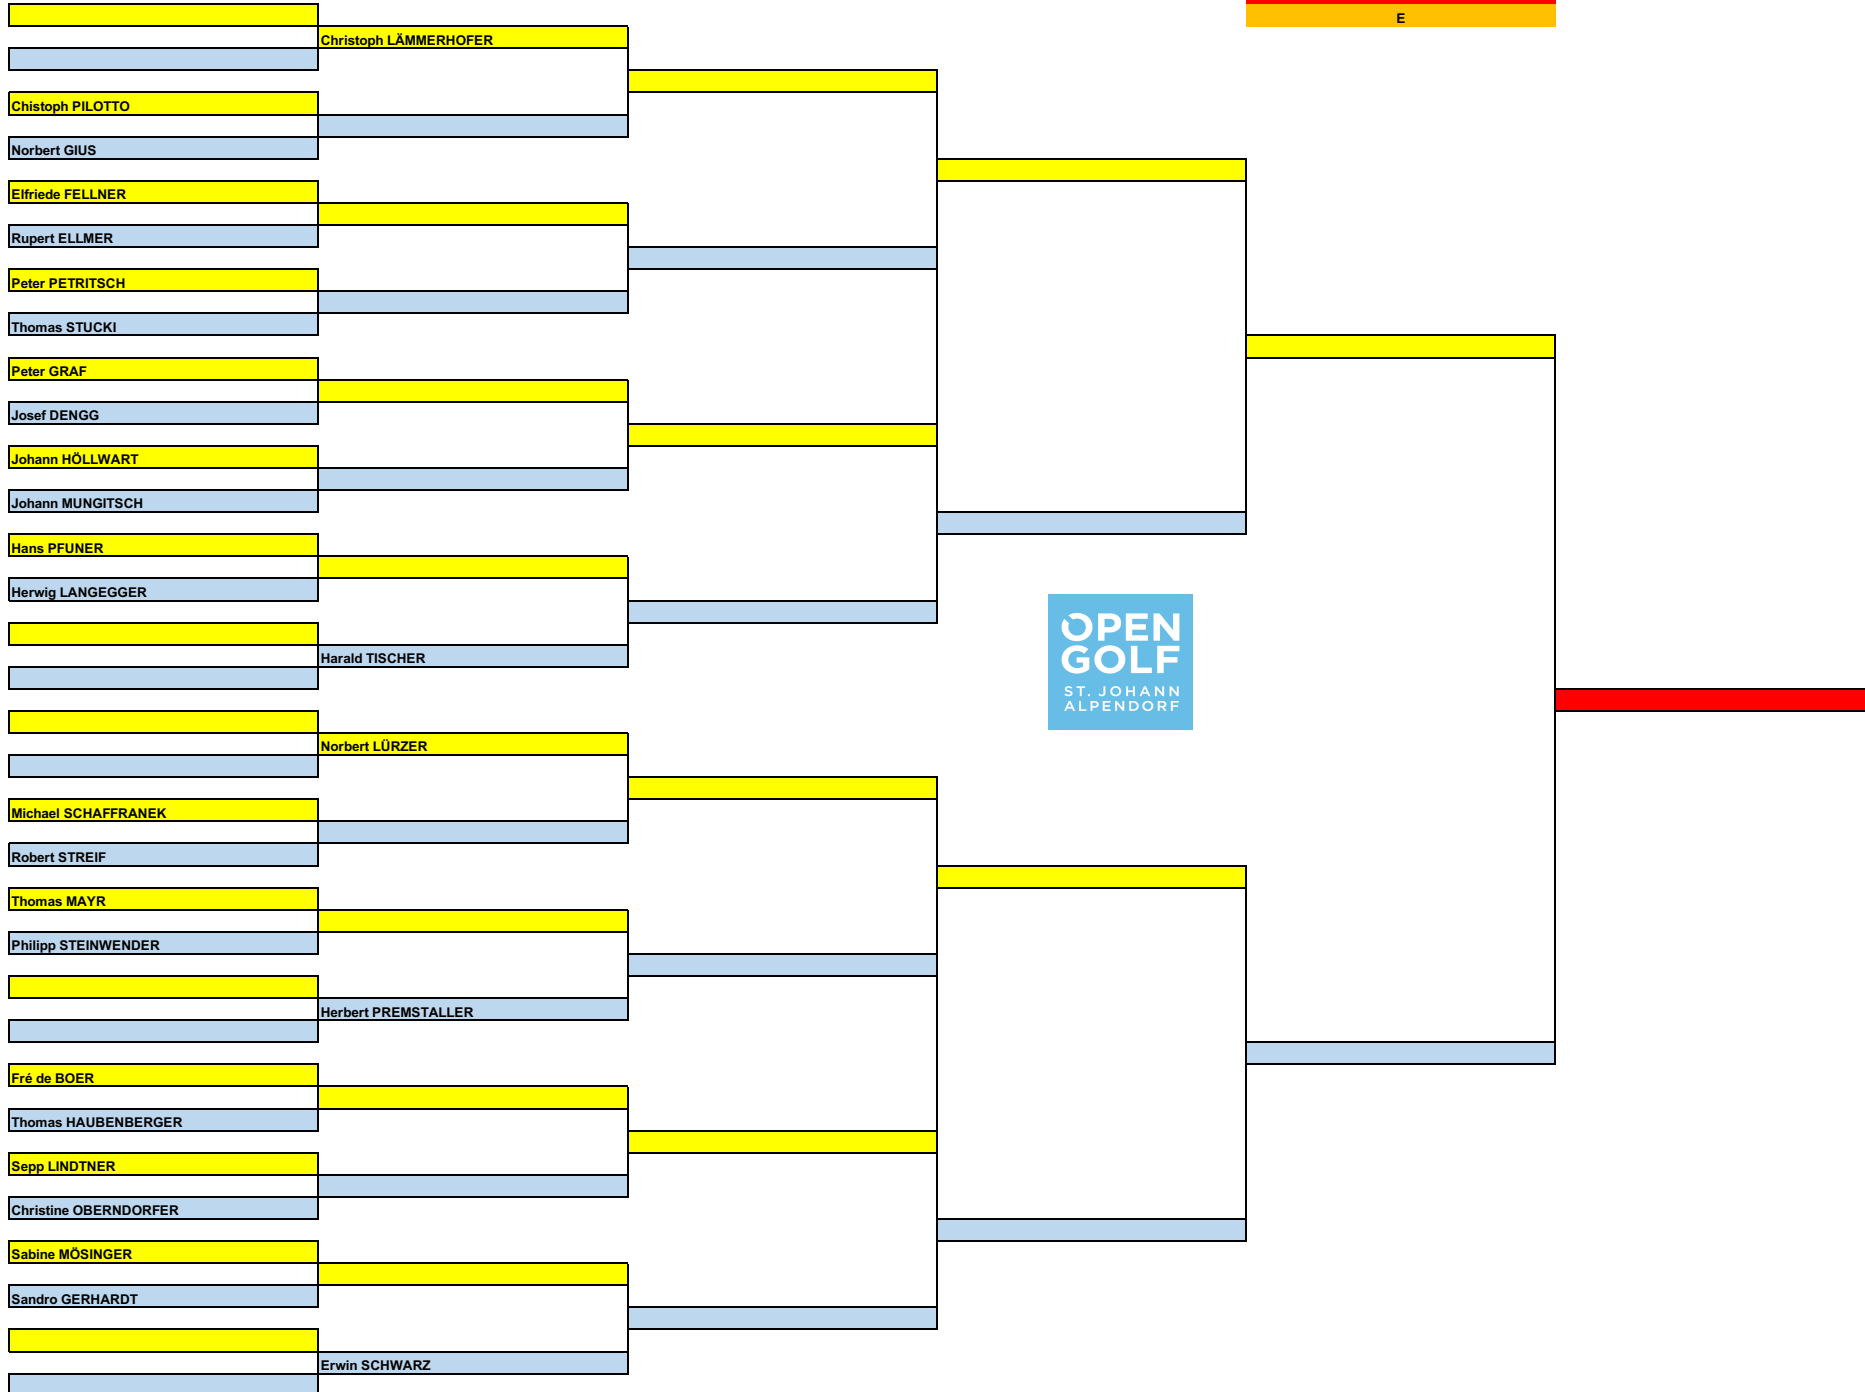 E
Christoph LÄMMERHOFER
Chistoph PILOTTO
Norbert GIUS
Elfriede FELLNER
Rupert ELLMER
Peter PETRITSCH
Thomas STUCKI
Peter GRAF
Josef DENGG
Johann HÖLLWART
Johann MUNGITSCH
Hans PFUNER
Herwig LANGEGGER
Harald TISCHER
OPEN
GOLF
ST. JOHANN
ALPENDORF
Norbert LÜRZER
Michael SCHAFFRANEK
Robert STREIF
Thomas MAYR
Philipp STEINWENDER
Herbert PREMSTALLER
Fré de BOER
Thomas HAUBENBERGER
Sepp LINDTNER
Christine OBERNDORFER
Sabine MÖSINGER
Sandro GERHARDT
Erwin SCHWARZ